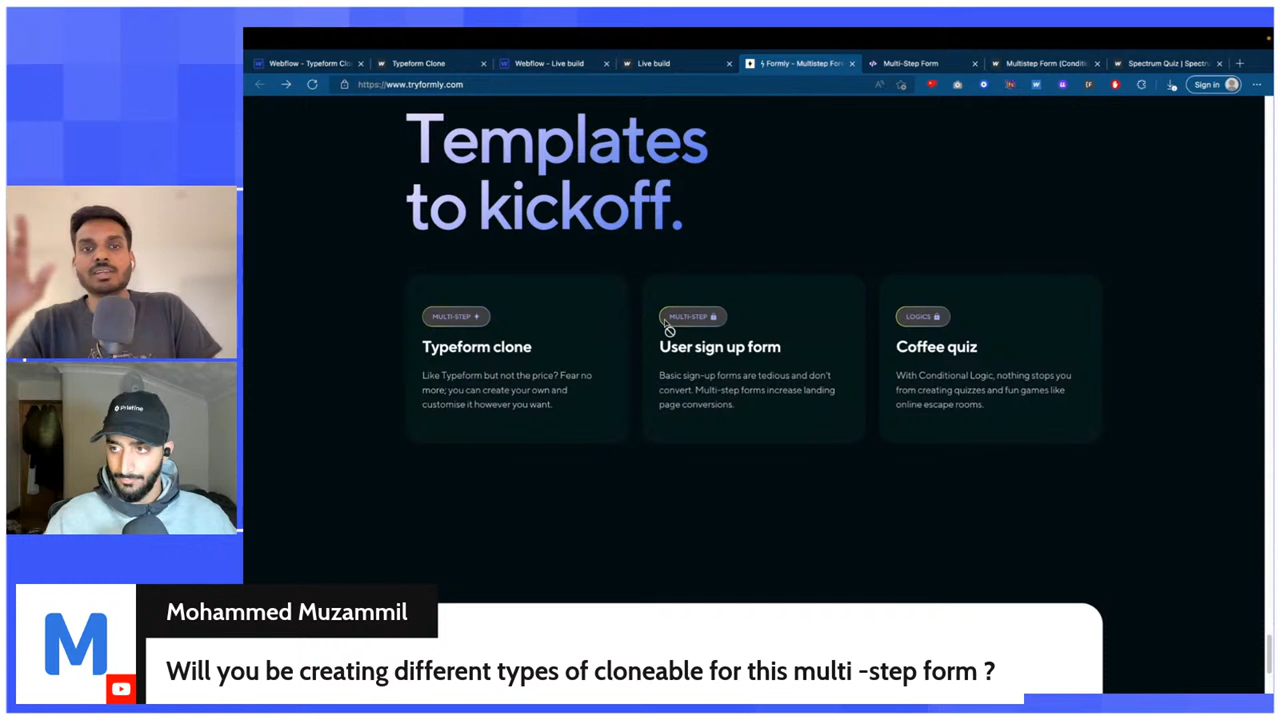 Webflow - Typeform Clo
Typeform Clone
Webflow - Live build
Live build
Formly - Multistep Form
Multi-Step Form
Multistep Form (Conditi
Spectrum Quiz | Spectr
https://www.tryformly.com
Sign in
Templates
to kickoff.
MULTI-STEP
Typeform clone
Like Typeform but not the price? Fear no
more; you can create your own and
customise it however you want.
MULTI-STEP
User sign up form
Basic sign-up forms are tedious and don't
convert. Multi-step forms increase landing
page conversions.
LOGICS
Coffee quiz
With Conditional Logic, nothing stops you
from creating quizzes and fun games like
online escape rooms.
Pristine
M
Mohammed Muzammil
Will you be creating different types of cloneable for this multi -step form ?